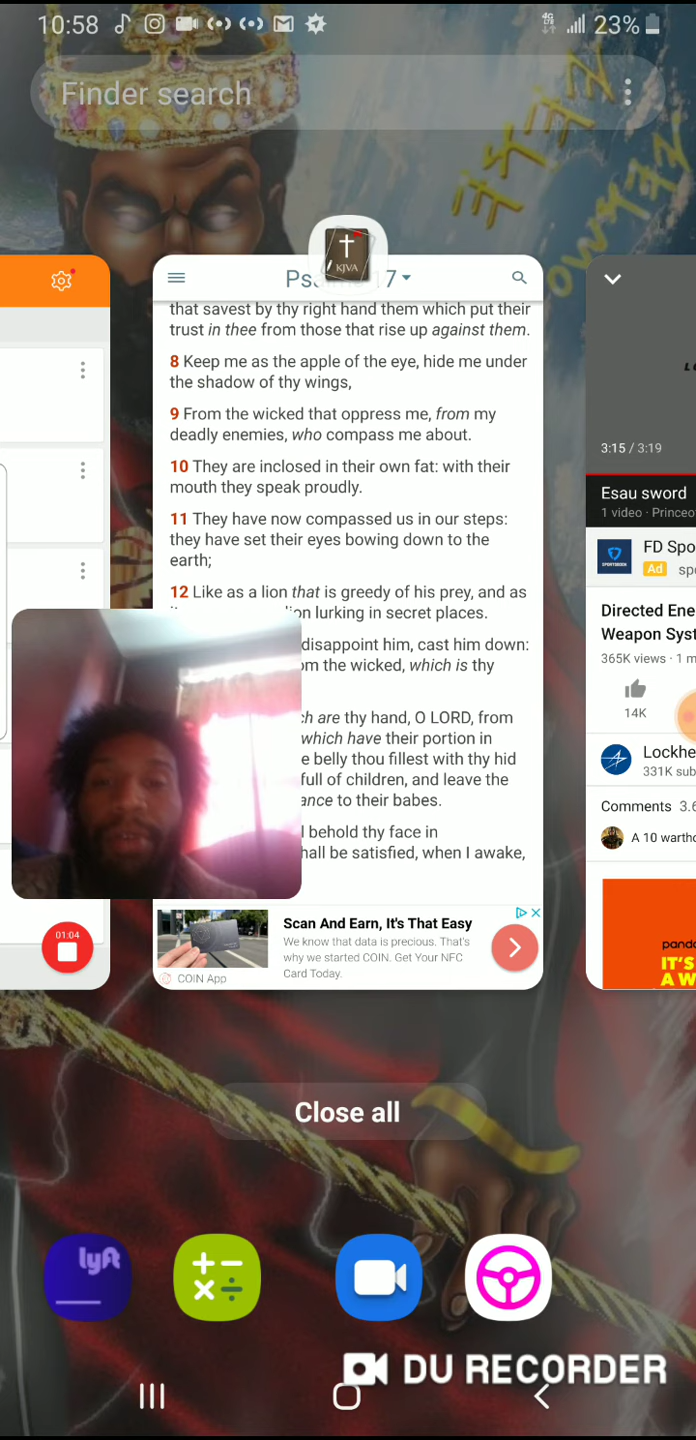 10:58
4G
LTE
23%
Finder search
KJVA
that savest by thy right hand them which put their
trust in thee from those that rise up against them.
8 Keep me as the apple of the eye, hide me under
the shadow of thy wings,
9 From the wicked that oppress me, from my
deadly enemies, who compass me about.
10 They are inclosed in their own fat: with their
mouth they speak proudly.
11 They have now compassed us in our steps:
they have set their eyes bowing down to the
earth;
12 Like as a lion that is greedy of his prey, and as
lurking in secret places.
disappoint him, cast him down:
the wicked, which is thy
are thy hand, O LORD, from
which have their portion in
belly thou fillest with thy hid
full of children, and leave the
to their babes.
behold thy face in
be satisfied, when I awake,
01:04
Scan And Earn, It's That Easy
We know that data is precious. That's
why we started COIN. Get Your NFC
Card Today.
COIN App
3:15 / 3:19
Esau sword
1 video
FD
Ad
Directed
Weapon
365K views
14K
331K
Comments
A 10
IT'S
A
Close all
lyft
DU RECORDER